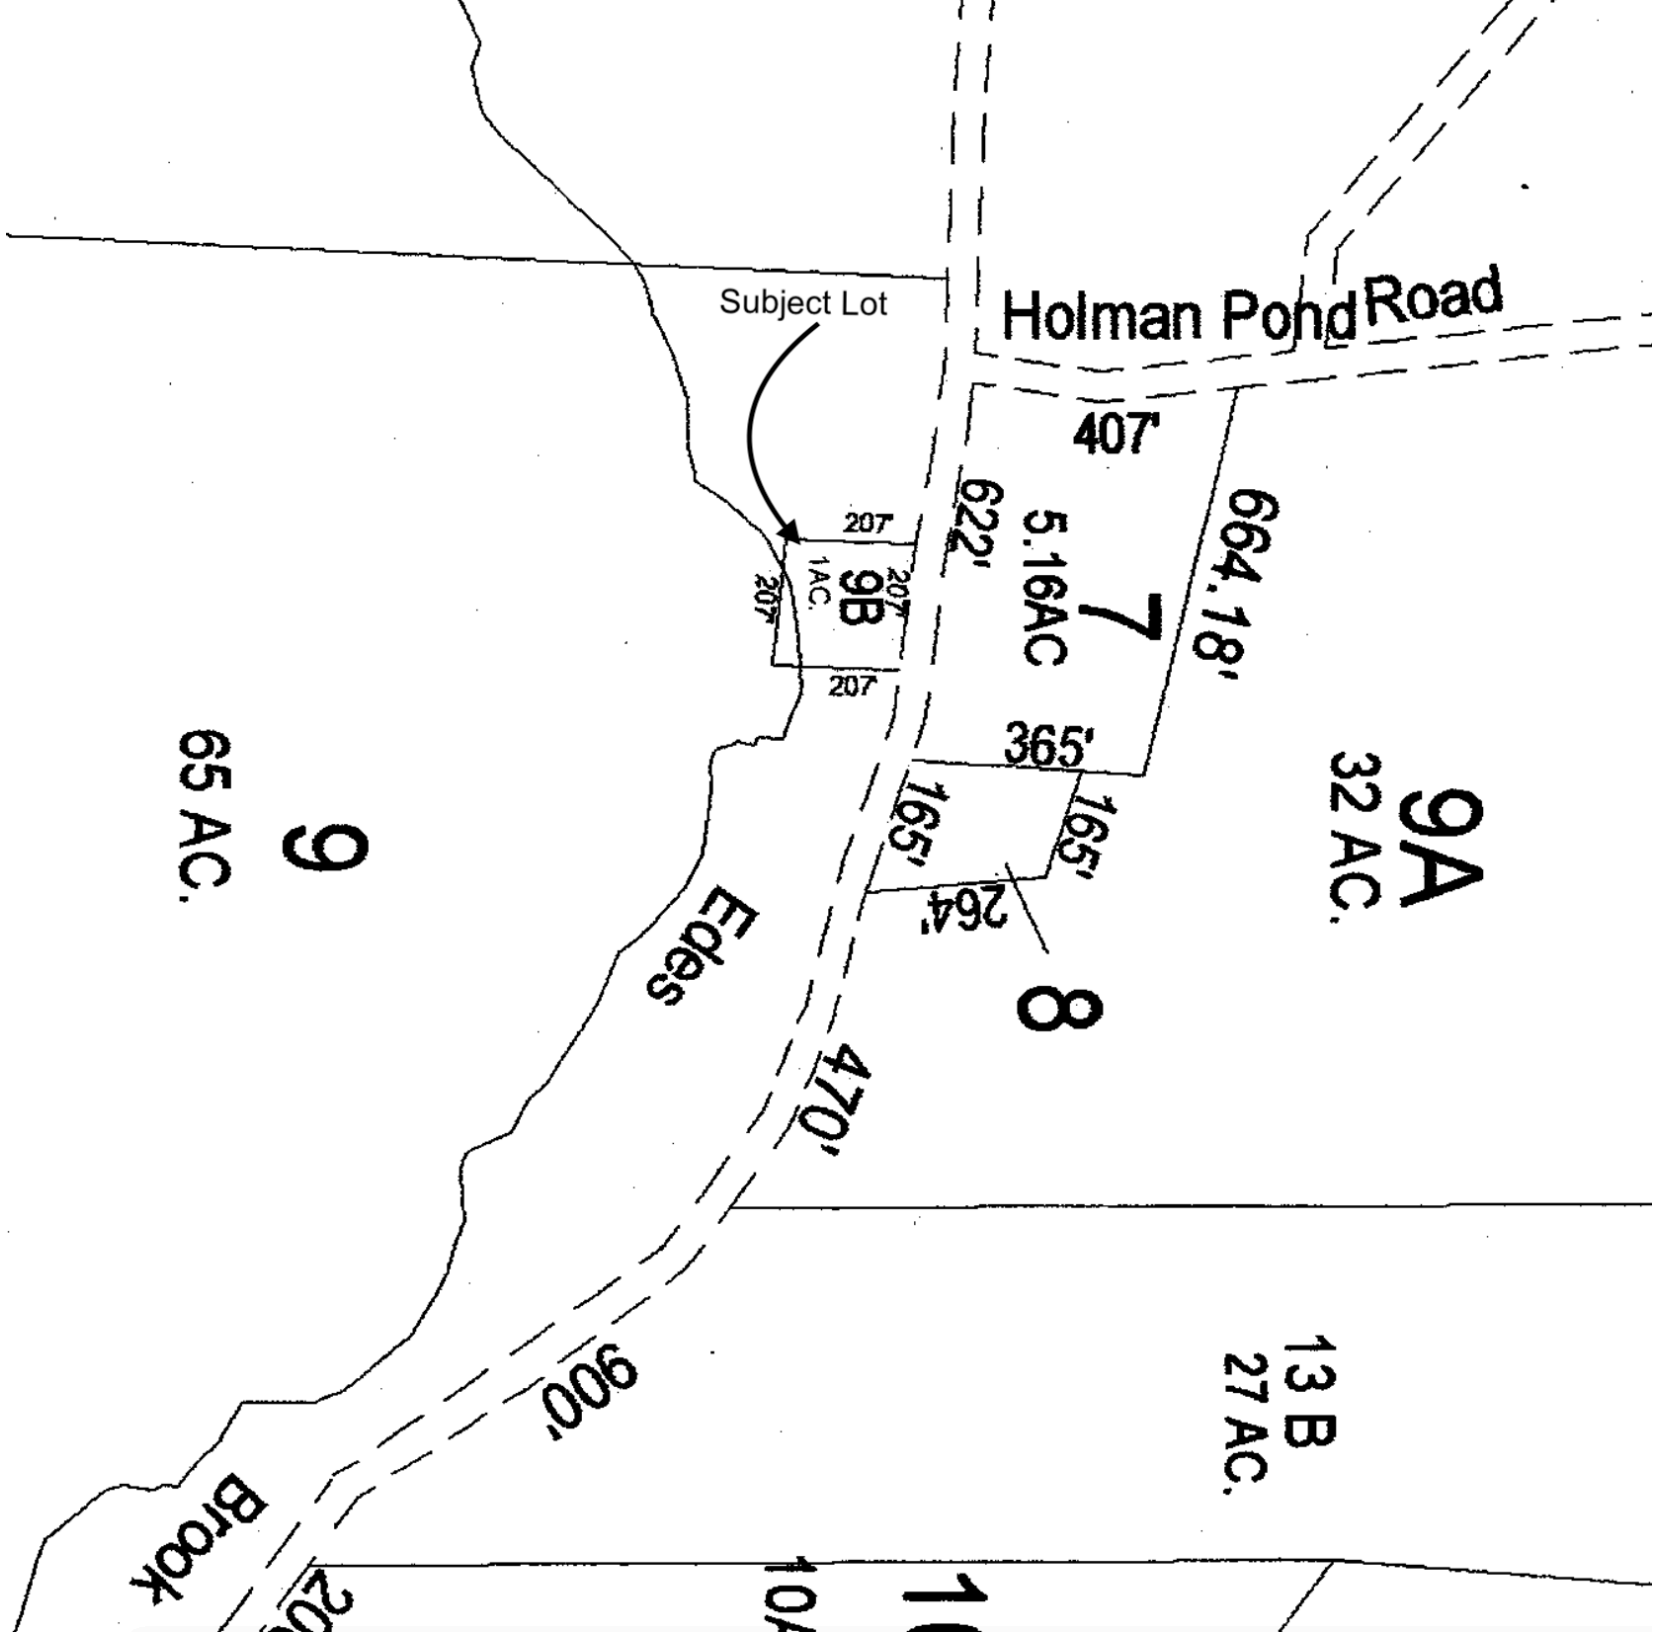 Subject Lot
Holman Pond Road
407'
622'
5.16AC
7
664.18'
207'
207'
9B
1AC.
207'
207'
365'
165'
165'
264'
8
9A
32 AC.
9
65 AC.
Edes
470'
900'
13 B
27 AC.
Brook